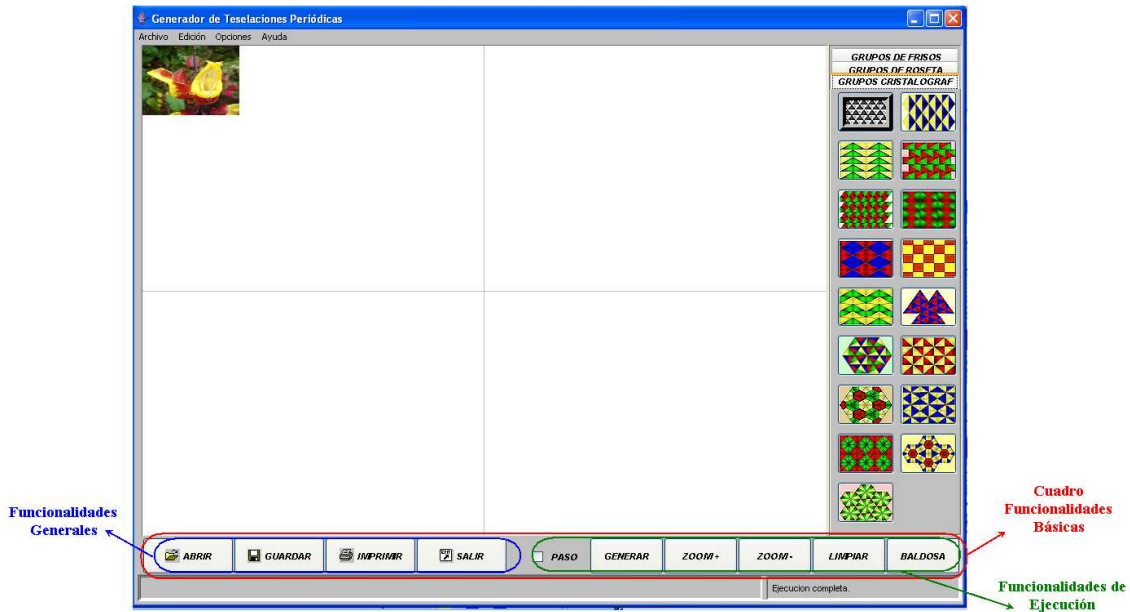 Generador de Teselaciones Periódicas
Archivo Edición Opciones Ayuda
GRUPOS DE FRISOS
GRUPOS DE ROSETA
GRUPOS CRISTALOGRAF
Funcionalidades
Generales
Cuadro
Funcionalidades
Básicas
ABRIR GUARDAR IMPRIMIR SALIR PASO GENERAR ZOOM+ ZOOM- LIMPIAR BALDOSA
Ejecucion completa.
Funcionalidades de
Ejecución